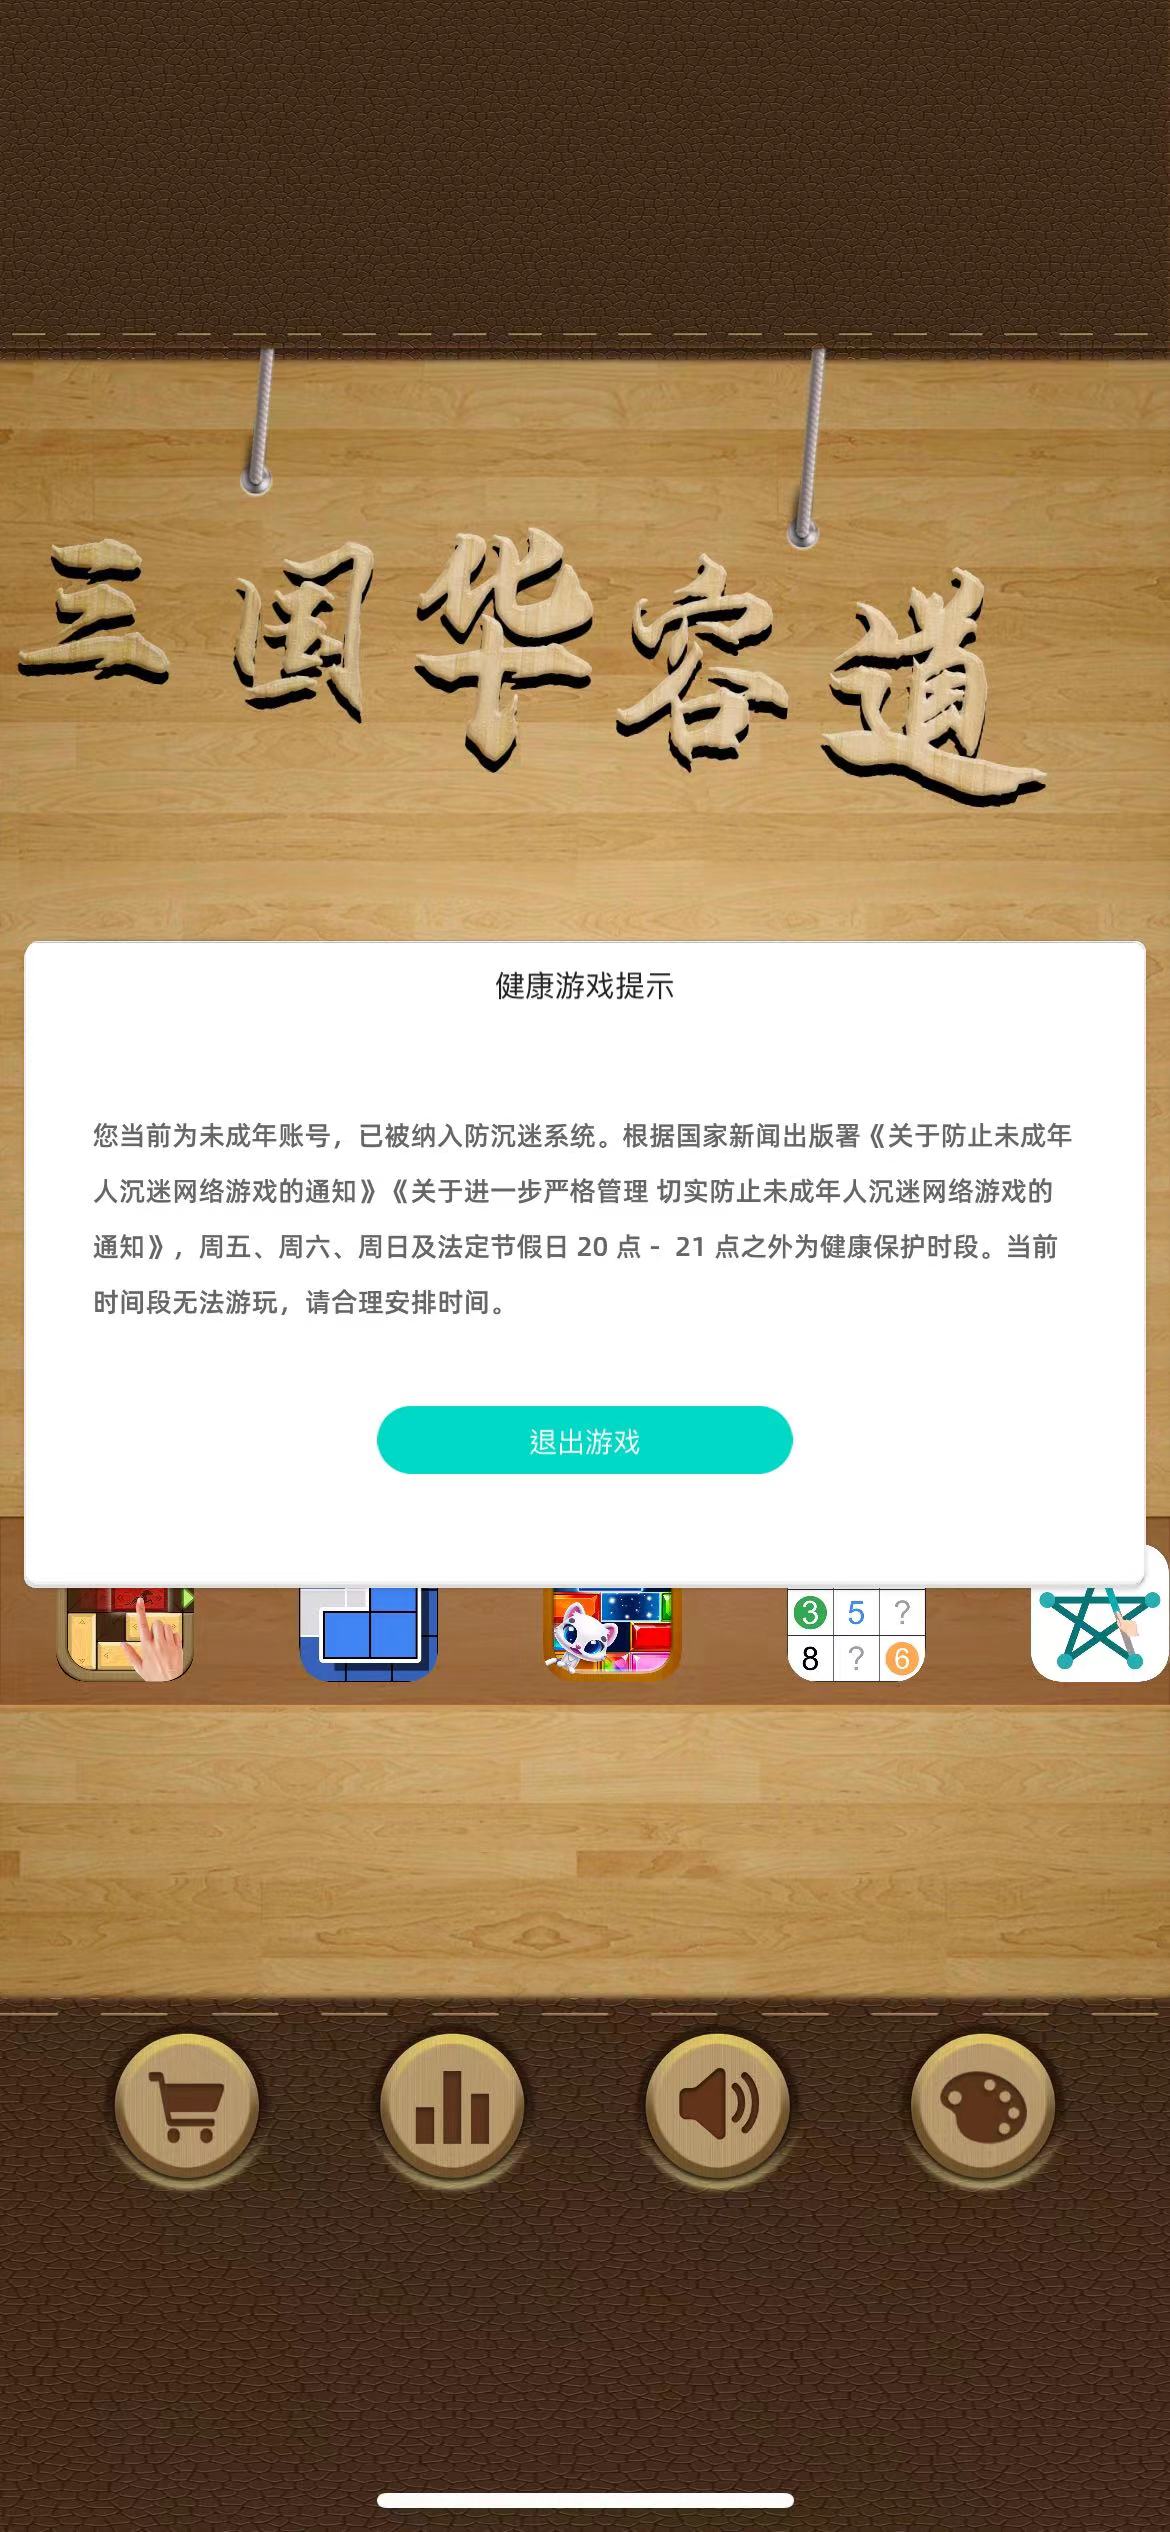 三国华容道
健康游戏提示
您当前为未成年账号，已被纳入防沉迷系统。根据国家新闻出版署《关于防止未成年
人沉迷网络游戏的通知》《关于进一步严格管理 切实防止未成年人沉迷网络游戏的
通知》，周五、周六、周日及法定节假日 20 点 - 21 点之外为健康保护时段。当前
时间段无法游玩，请合理安排时间。
退出游戏
3 5 ?
8 ? 6